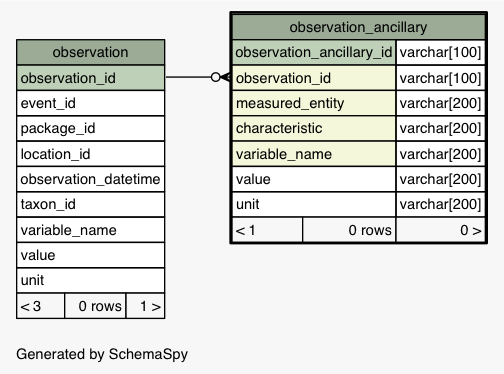 observation
observation_id
event_id
package_id
location_id
observation_datetime
taxon_id
variable_name
value
unit
< 3 0 rows 1 >
observation_ancillary
observation_ancillary_id varchar[100]
observation_id varchar[100]
measured_entity varchar[200]
characteristic varchar[200]
variable_name varchar[200]
value varchar[200]
unit varchar[200]
< 1 0 rows 0 >
Generated by SchemaSpy